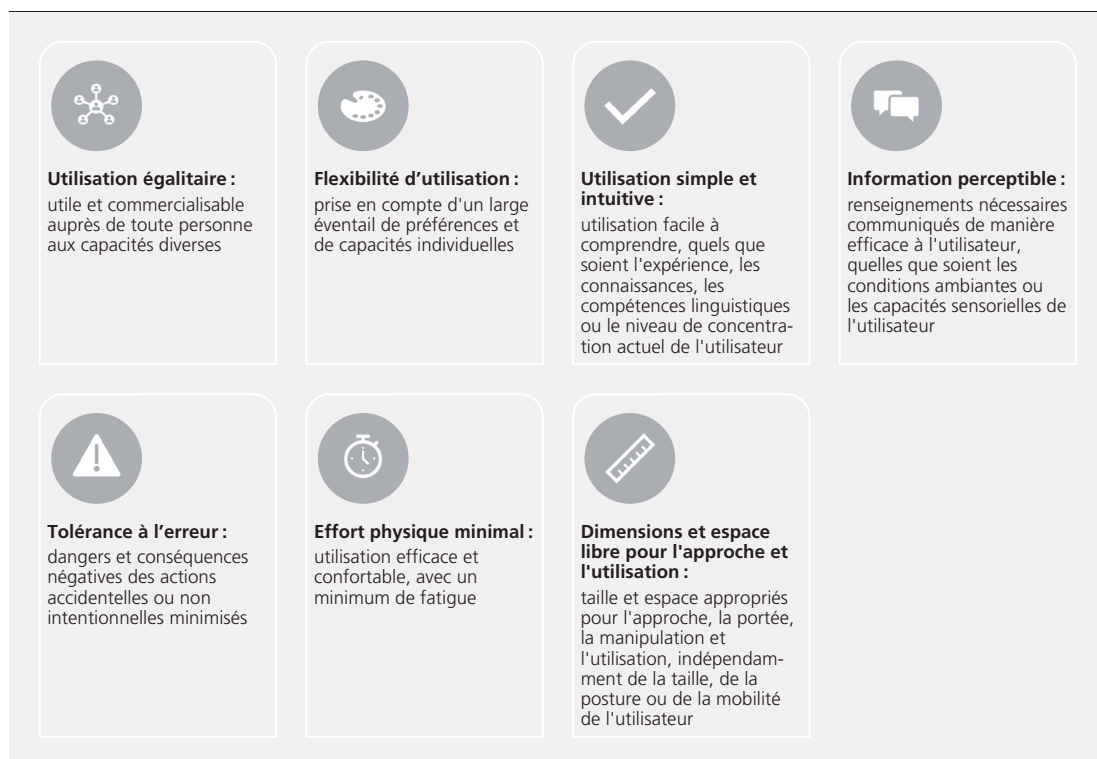 Utilisation égalitaire :
utile et commercialisable
auprès de toute personne
aux capacités diverses
Flexibilité d’utilisation :
prise en compte d'un large
éventail de préférences et
de capacités individuelles
Utilisation simple et
intuitive :
utilisation facile à
comprendre, quels que
soient l'expérience, les
connaissances, les
compétences linguistiques
ou le niveau de concentra-
tion actuel de l'utilisateur
Information perceptible :
renseignements nécessaires
communiqués de manière
efficace à l'utilisateur,
quelles que soient les
conditions ambiantes ou
les capacités sensorielles de
l'utilisateur
Tolérance à l’erreur :
dangers et conséquences
négatives des actions
accidentelles ou non
intentionnelles minimisés
Effort physique minimal :
utilisation efficace et
confortable, avec un
minimum de fatigue
Dimensions et espace
libre pour l'approche et
l'utilisation :
taille et espace appropriés
pour l'approche, la portée,
la manipulation et
l'utilisation, indépendam-
ment de la taille, de la
posture ou de la mobilité
de l'utilisateur